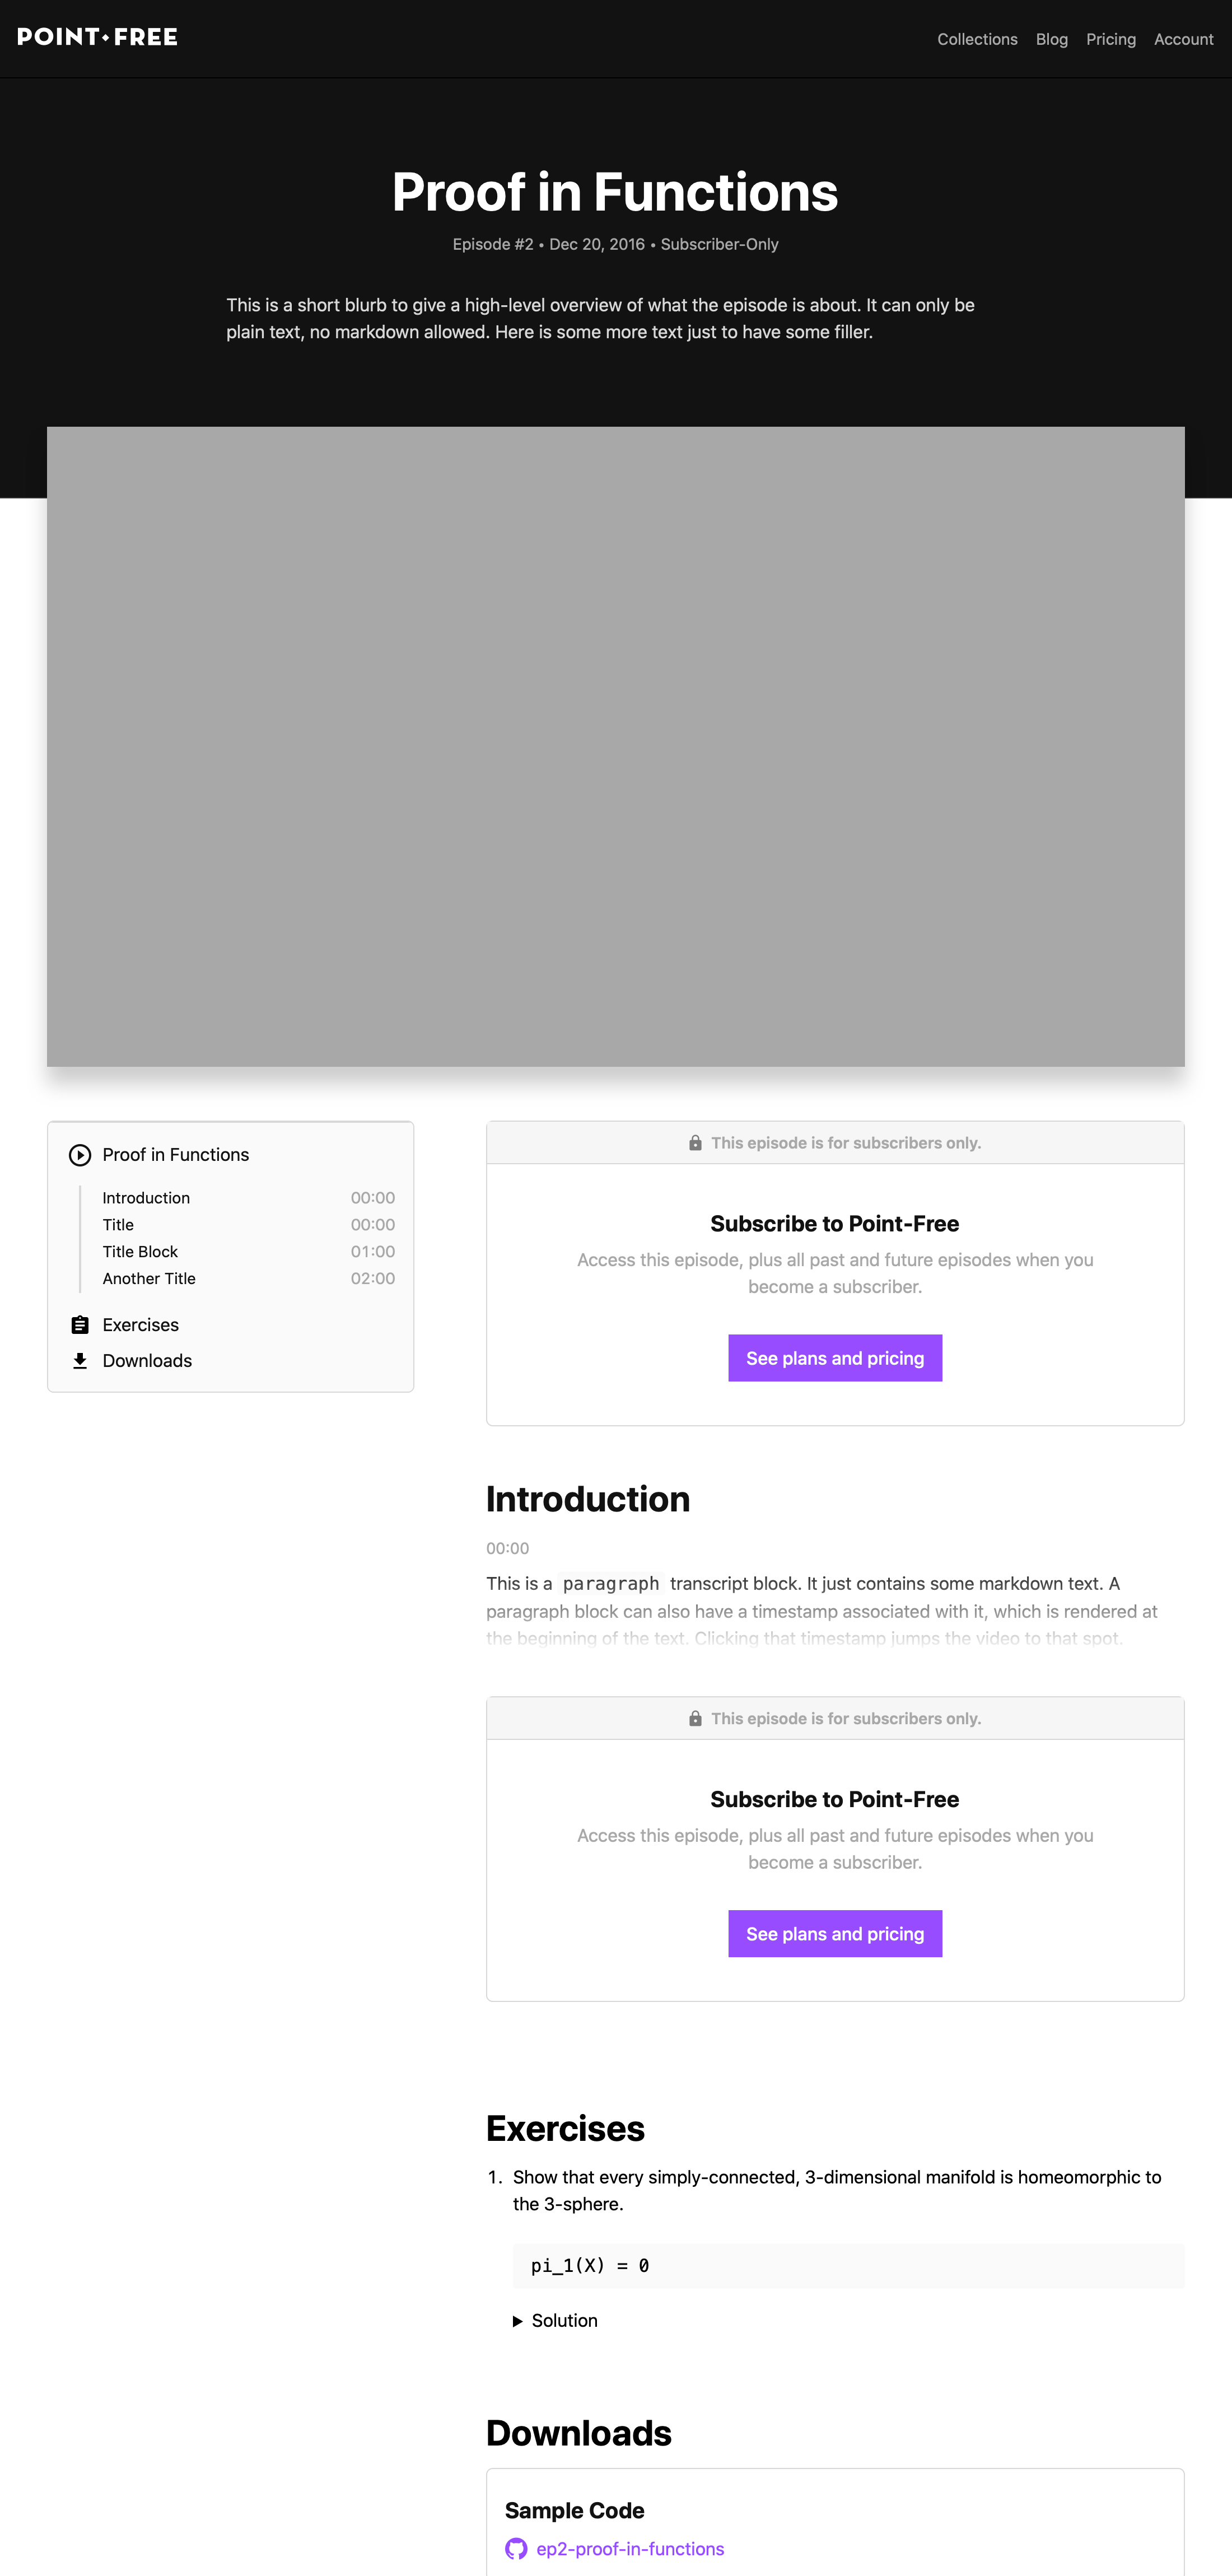 POINT•FREE
Collections Blog Pricing Account
Proof in Functions
Episode #2 • Dec 20, 2016 • Subscriber-Only
This is a short blurb to give a high-level overview of what the episode is about. It can only be
plain text, no markdown allowed. Here is some more text just to have some filler.
Proof in Functions
Introduction 00:00
Title 00:00
Title Block 01:00
Another Title 02:00
Exercises
Downloads
This episode is for subscribers only.
Subscribe to Point-Free
Access this episode, plus all past and future episodes when you
become a subscriber.
See plans and pricing
Introduction
00:00
This is a paragraph transcript block. It just contains some markdown text. A
paragraph block can also have a timestamp associated with it, which is rendered at
the beginning of the text. Clicking that timestamp jumps the video to that spot.
This episode is for subscribers only.
Subscribe to Point-Free
Access this episode, plus all past and future episodes when you
become a subscriber.
See plans and pricing
Exercises
1. Show that every simply-connected, 3-dimensional manifold is homeomorphic to
the 3-sphere.
pi_1(X) = 0
Solution
Downloads
Sample Code
ep2-proof-in-functions